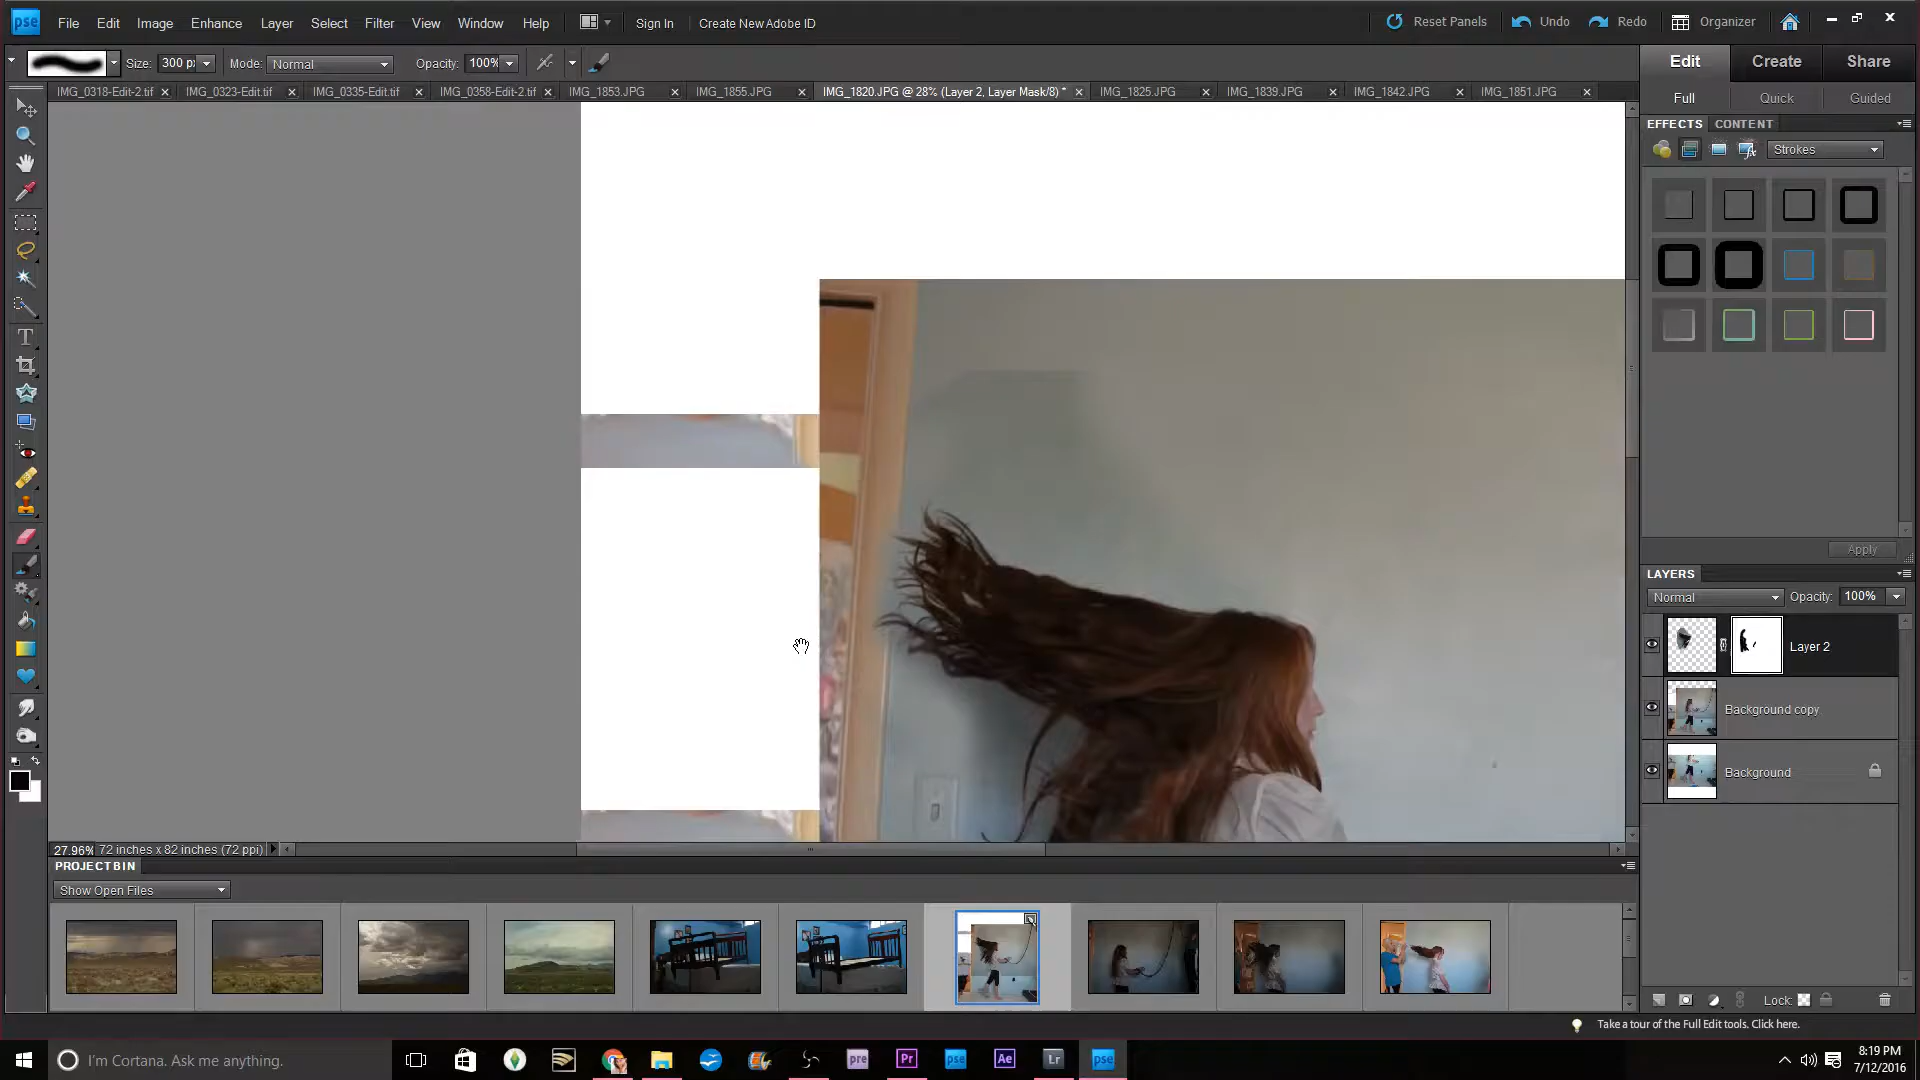 pse File Edit Image Enhance Layer Select Filter View Window Help Sign In Create New Adobe ID Reset Panels Undo Redo Organizer
Size: 300 p Mode: Normal Opacity: 100% Edit Create Share
IMG_0318-Edit-2.tif IMG_0323-Edit.tif IMG_0335-Edit.tif IMG_0358-Edit-2.tif IMG_1853.JPG IMG_1855.JPG IMG_1820.JPG @ 28% (Layer 2, Layer Mask/8) * IMG_1825.JPG IMG_1839.JPG IMG_1842.JPG IMG_1851.JPG
Full Quick Guided
EFFECTS CONTENT
Strokes
Apply
LAYERS
Normal Opacity: 100%
Layer 2
Background copy
Background
Lock:
27.96% 72 inches x 82 inches (72 ppi)
PROJECT BIN
Show Open Files
Take a tour of the Full Edit tools. Click here.
I'm Cortana. Ask me anything. pre Pr pse Ae Lr pse
8:19 PM
7/12/2016